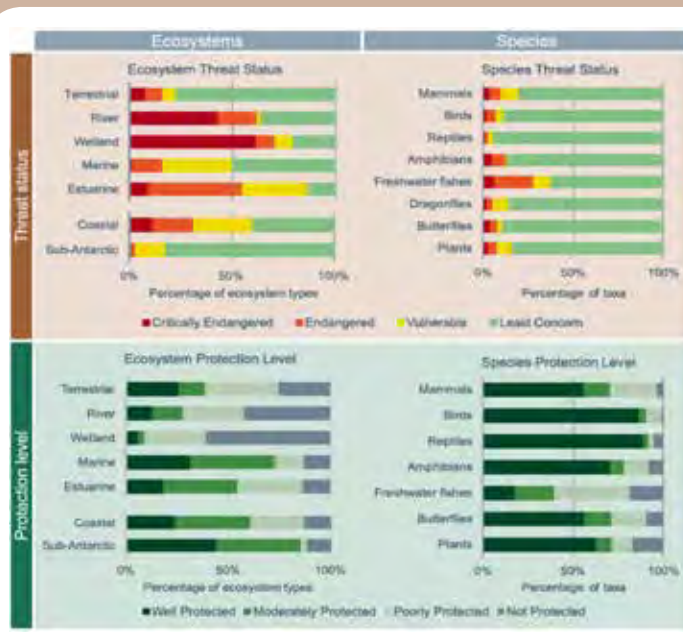 Ecosystems
Species
Threat status
Ecosystem Threat Status
Terrestrial
River
Wetland
Marine
Estuarine
Coastal
Sub-Antarctic
0%
50%
100%
Percentage of ecosystem types
Species Threat Status
Mammals
Birds
Reptiles
Amphibians
Freshwater fishes
Dragonflies
Butterflies
Plants
0%
50%
100%
Percentage of taxa
Critically Endangered
Endangered
Vulnerable
Least Concern
Protection level
Ecosystem Protection Level
Terrestrial
River
Wetland
Marine
Estuarine
Coastal
Sub-Antarctic
0%
50%
100%
Percentage of ecosystem types
Species Protection Level
Mammals
Birds
Reptiles
Amphibians
Freshwater fishes
Butterflies
Plants
0%
50%
100%
Percentage of taxa
Well Protected
Moderately Protected
Poorly Protected
Not Protected